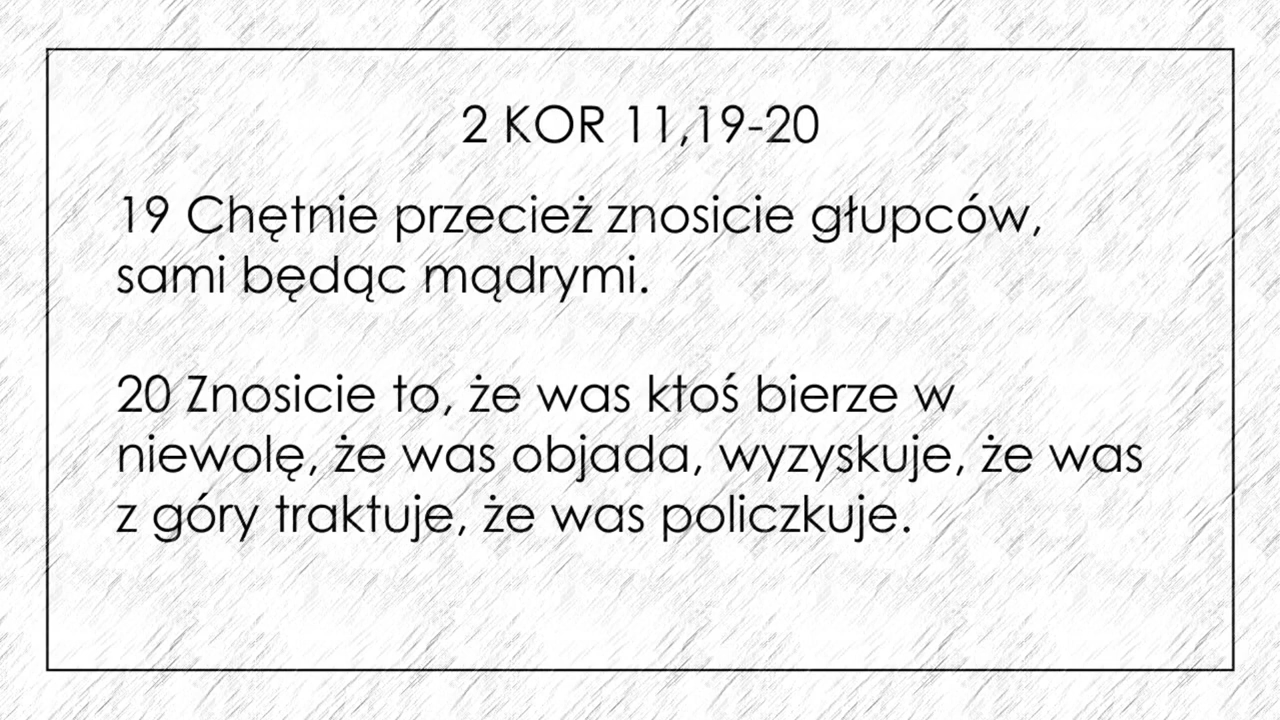 2 KOR 11,19-20
19 Chętnie przecież znosicie głupców,
sami będąc mądrymi.
20 Znosicie to, że was ktoś bierze w
niewolę, że was objada, wyzyskuje, że was
z góry traktuje, że was policzkuje.